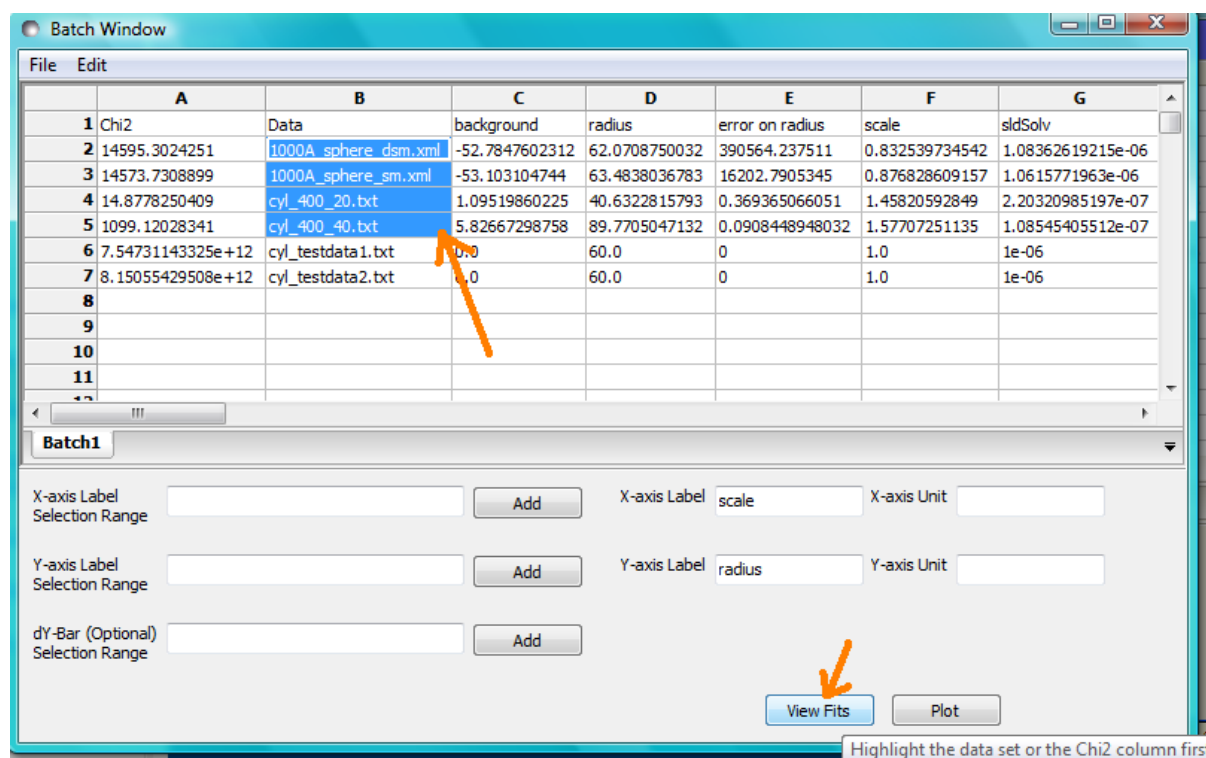 Batch Window
File Edit
A B C D E F G
1 Chi2 Data background radius error on radius scale sldSolv
2 14595.3024251 1000A_sphere_dsm.xml -52.7847602312 62.0708750032 390564.237511 0.832539734542 1.08362619215e-06
3 14573.7308899 1000A_sphere_sm.xml -53.103104744 63.4838036783 16202.7905345 0.876828609157 1.0615771963e-06
4 14.8778250409 cyl_400_20.txt 1.09519860225 40.6322815793 0.369365066051 1.45820592849 2.20320985197e-07
5 1099.12028341 cyl_400_40.txt 5.82667298758 89.7705047132 0.0908448948032 1.57707251135 1.08545405512e-07
6 7.54731143325e+12 cyl_testdata1.txt 60.0 0 1.0 1e-06
7 8.15055429508e+12 cyl_testdata2.txt 60.0 0 1.0 1e-06
8
9
10
11
Batch1
X-axis Label Add X-axis Label scale X-axis Unit
Selection Range
Y-axis Label Add Y-axis Label radius Y-axis Unit
Selection Range
dY-Bar (Optional) Add
Selection Range
View Fits Plot
Highlight the data set or the Chi2 column